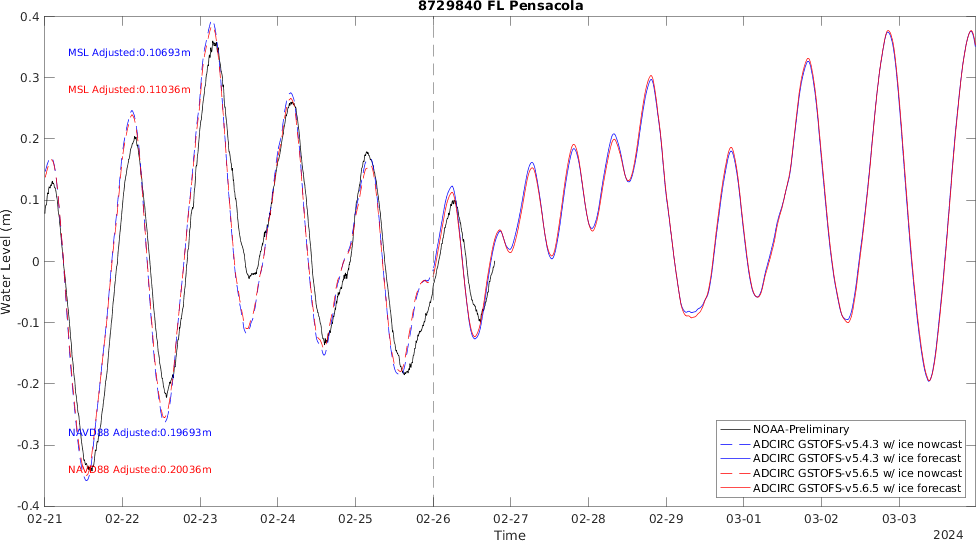 8729840 FL Pensacola
0.4
MSL Adjusted:0.10693m
0.3
MSL Adjusted:0.11036m
0.2
0.1
Water Level (m)
0
-0.1
-0.2
NAVD88 Adjusted:0.19693m
-0.3
NAVD88 Adjusted:0.20036m
-0.4
NOAA-Preliminary
ADCIRC GSTOFS-v5.4.3 w/ ice nowcast
ADCIRC GSTOFS-v5.4.3 w/ ice forecast
ADCIRC GSTOFS-v5.6.5 w/ ice nowcast
ADCIRC GSTOFS-v5.6.5 w/ ice forecast
02-21 02-22 02-23 02-24 02-25 02-26 02-27 02-28 02-29 03-01 03-02 03-03
Time
2024